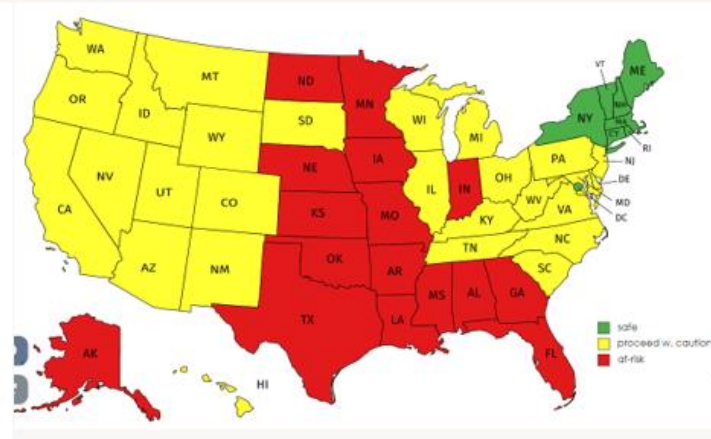 WA
MT
ND
MN
VT
ME
OR
ID
SD
WI
MI
NY
NH
MA
CT
RI
WY
NE
IA
PA
NJ
NV
UT
CO
IL
IN
OH
WV
DE
MD
DC
CA
KS
MO
KY
VA
AZ
NM
OK
AR
TN
NC
SC
TX
LA
MS
AL
GA
FL
AK
HI
safe
proceed w. caution
at-risk